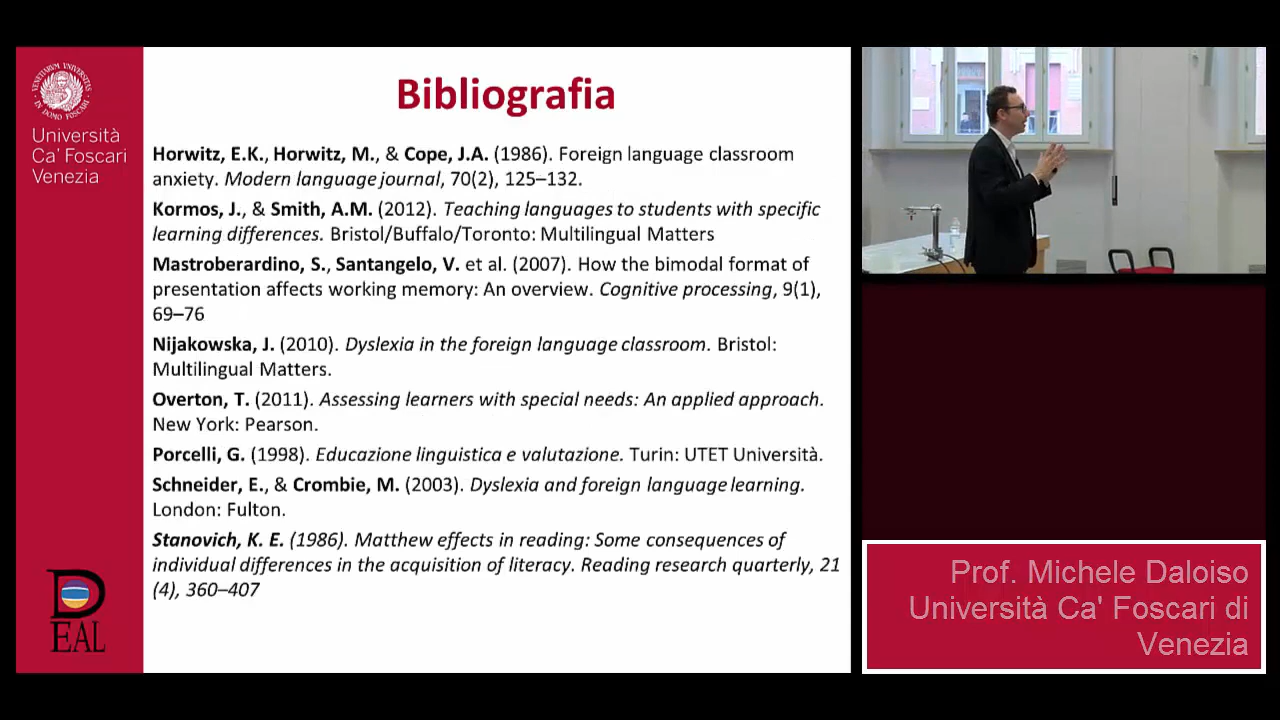 VENETIARVM VNIVERSITAS
IN DOMO FOSCARI
Università
Ca' Foscari
Venezia
Bibliografia
Horwitz, E.K., Horwitz, M., & Cope, J.A. (1986). Foreign language classroom
anxiety. Modern language journal, 70(2), 125–132.
Kormos, J., & Smith, A.M. (2012). Teaching languages to students with specific
learning differences. Bristol/Buffalo/Toronto: Multilingual Matters
Mastroberardino, S., Santangelo, V. et al. (2007). How the bimodal format of
presentation affects working memory: An overview. Cognitive processing, 9(1),
69–76
Nijakowska, J. (2010). Dyslexia in the foreign language classroom. Bristol:
Multilingual Matters.
Overton, T. (2011). Assessing learners with special needs: An applied approach.
New York: Pearson.
Porcelli, G. (1998). Educazione linguistica e valutazione. Turin: UTET Università.
Schneider, E., & Crombie, M. (2003). Dyslexia and foreign language learning.
London: Fulton.
Stanovich, K. E. (1986). Matthew effects in reading: Some consequences of
individual differences in the acquisition of literacy. Reading research quarterly, 21
(4), 360–407
D
EAL
Prof. Michele Daloiso
Università Ca' Foscari di
Venezia